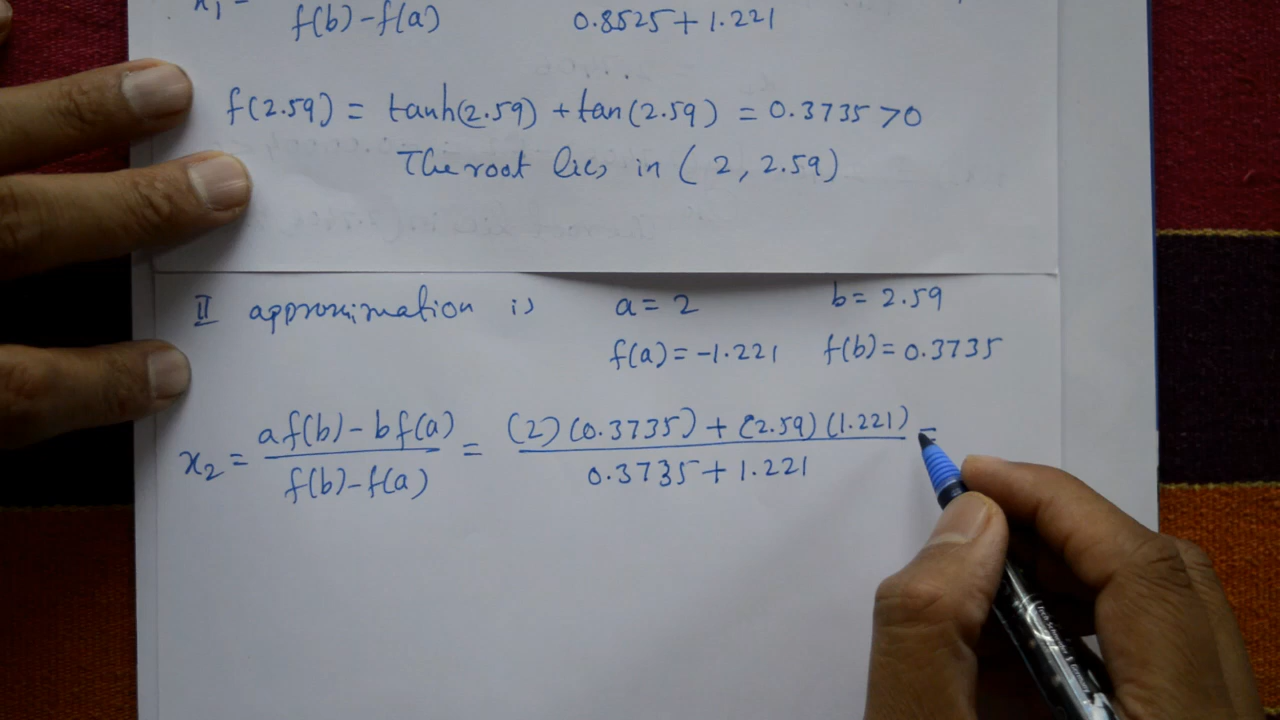 x₁ =
f(b)-f(a) 0.8525+1.221
f(2.59) = tanh(2.59) + tan(2.59) = 0.3735 >0
The root lies in (2, 2.59)
II approximation is a = 2 b = 2.59
f(a) = -1.221 f(b) = 0.3735
x₂ = af(b)-bf(a) / f(b)-f(a) = (2)(0.3735)+(2.59)(1.221) / 0.3735+1.221 =